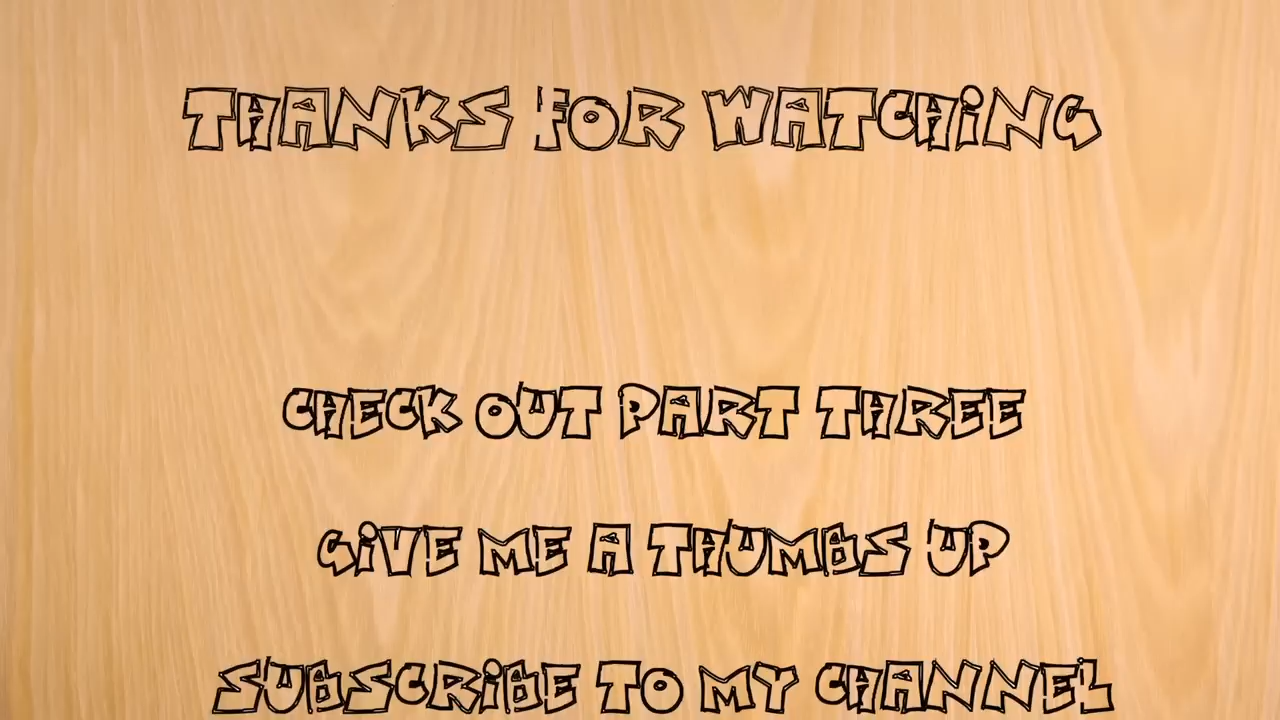 THANKS FOR WATCHING
CHECK OUT PART THREE
GIVE ME A THUMBS UP
SUBSCRIBE TO MY CHANNEL